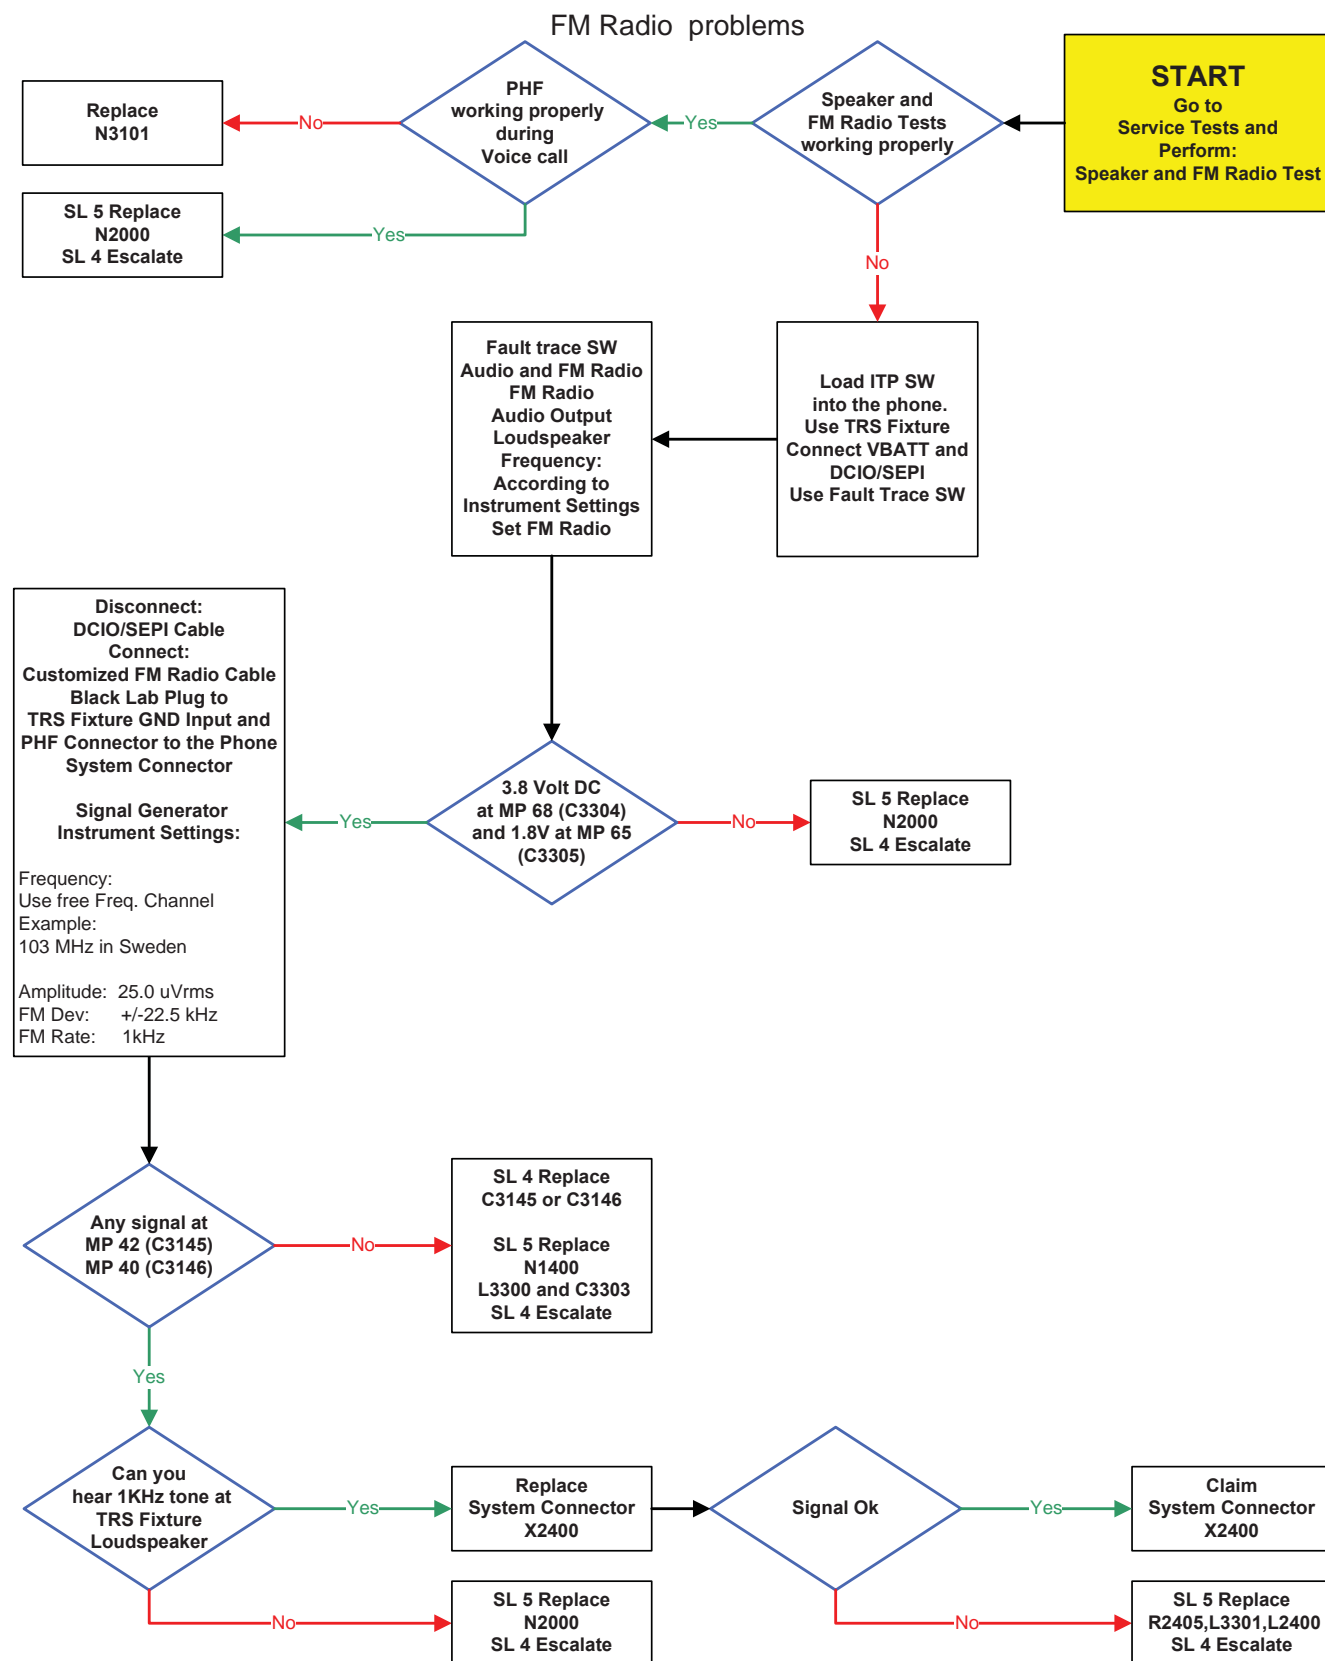 FM Radio  problems
START
Go to
Service Tests and
Perform:
Speaker and FM Radio Test
Speaker and
FM Radio Tests
working properly
Yes
No
PHF
working properly
during
Voice call
No
Yes
Replace
N3101
SL 5 Replace
N2000
SL 4 Escalate
Load ITP SW
into the phone.
Use TRS Fixture
Connect VBATT and
DCIO/SEPI
Use Fault Trace SW
Fault trace SW
Audio and FM Radio
FM Radio
Audio Output
Loudspeaker
Frequency:
According to
Instrument Settings
Set FM Radio
3.8 Volt DC
at MP 68 (C3304)
and 1.8V at MP 65
(C3305)
Yes
No
SL 5 Replace
N2000
SL 4 Escalate
Disconnect:
DCIO/SEPI Cable
Connect:
Customized FM Radio Cable
Black Lab Plug to
TRS Fixture GND Input and
PHF Connector to the Phone
System Connector
Signal Generator
Instrument Settings:
Frequency:
Use free Freq. Channel
Example:
103 MHz in Sweden
Amplitude:  25.0 uVrms
FM Dev:      +/-22.5 kHz
FM Rate:     1kHz
Any signal at
MP 42 (C3145)
MP 40 (C3146)
No
Yes
SL 4 Replace
C3145 or C3146
SL 5 Replace
N1400
L3300 and C3303
SL 4 Escalate
Can you
hear 1KHz tone at
TRS Fixture
Loudspeaker
Yes
No
Replace
System Connector
X2400
SL 5 Replace
N2000
SL 4 Escalate
Signal Ok
Yes
No
Claim
System Connector
X2400
SL 5 Replace
R2405,L3301,L2400
SL 4 Escalate